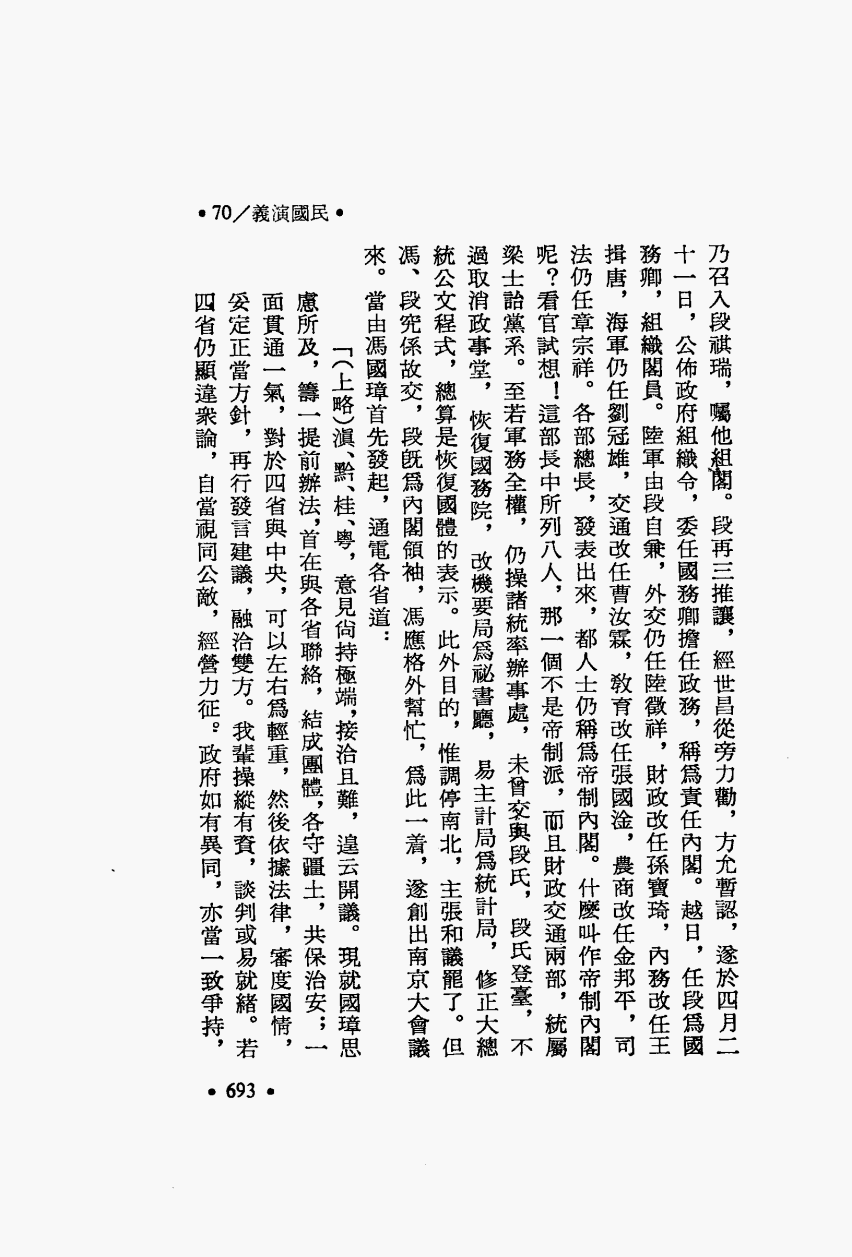 •70／義演國民•
乃召入段祺瑞，囑他組閣。段再三推讓，經世昌從旁力勸，方允暫認，遂於四月二
十一日，公佈政府組織令，委任國務卿擔任政務，稱爲責任內閣。越日，任段爲國
務卿，組織閣員。陸軍由段自兼，外交仍任陸徵祥，財政改任孫寶琦，內務改任王
揖唐，海軍仍任劉冠雄，交通改任曹汝霖，敎育改任張國淦，農商改任金邦平，司
法仍任章宗祥。各部總長，發表出來，都人士仍稱爲帝制內閣。什麼叫作帝制內閣
呢？看官試想！這部長中所列八人，那一個不是帝制派，而且財政交通兩部，統屬
梁士詒黨系。至若軍務全權，仍操諸統率辦事處，未曾交與段氏，段氏登臺，不
過取消政事堂，恢復國務院，改機要局爲祕書廳，易主計局爲統計局，修正大總
統公文程式，總算是恢復國體的表示。此外目的，惟調停南北，主張和議罷了。但
馮、段究係故交，段旣爲內閣領袖，馮應格外幫忙，爲此一着，遂創出南京大會議
來。當由馮國璋首先發起，通電各省道：
「（上略）滇、黔、桂、粵，意見尙持極端，接洽且難，遑云開議。現就國璋思
慮所及，籌一提前辦法，首在與各省聯絡，結成團體，各守疆土，共保治安；一
面貫通一氣，對於四省與中央，可以左右爲輕重，然後依據法律，審度國情，
妥定正當方針，再行發言建議，融洽雙方。我輩操縱有資，談判或易就緒。若
四省仍顯違衆論，自當視同公敵，經營力征。政府如有異同，亦當一致爭持，
•693•